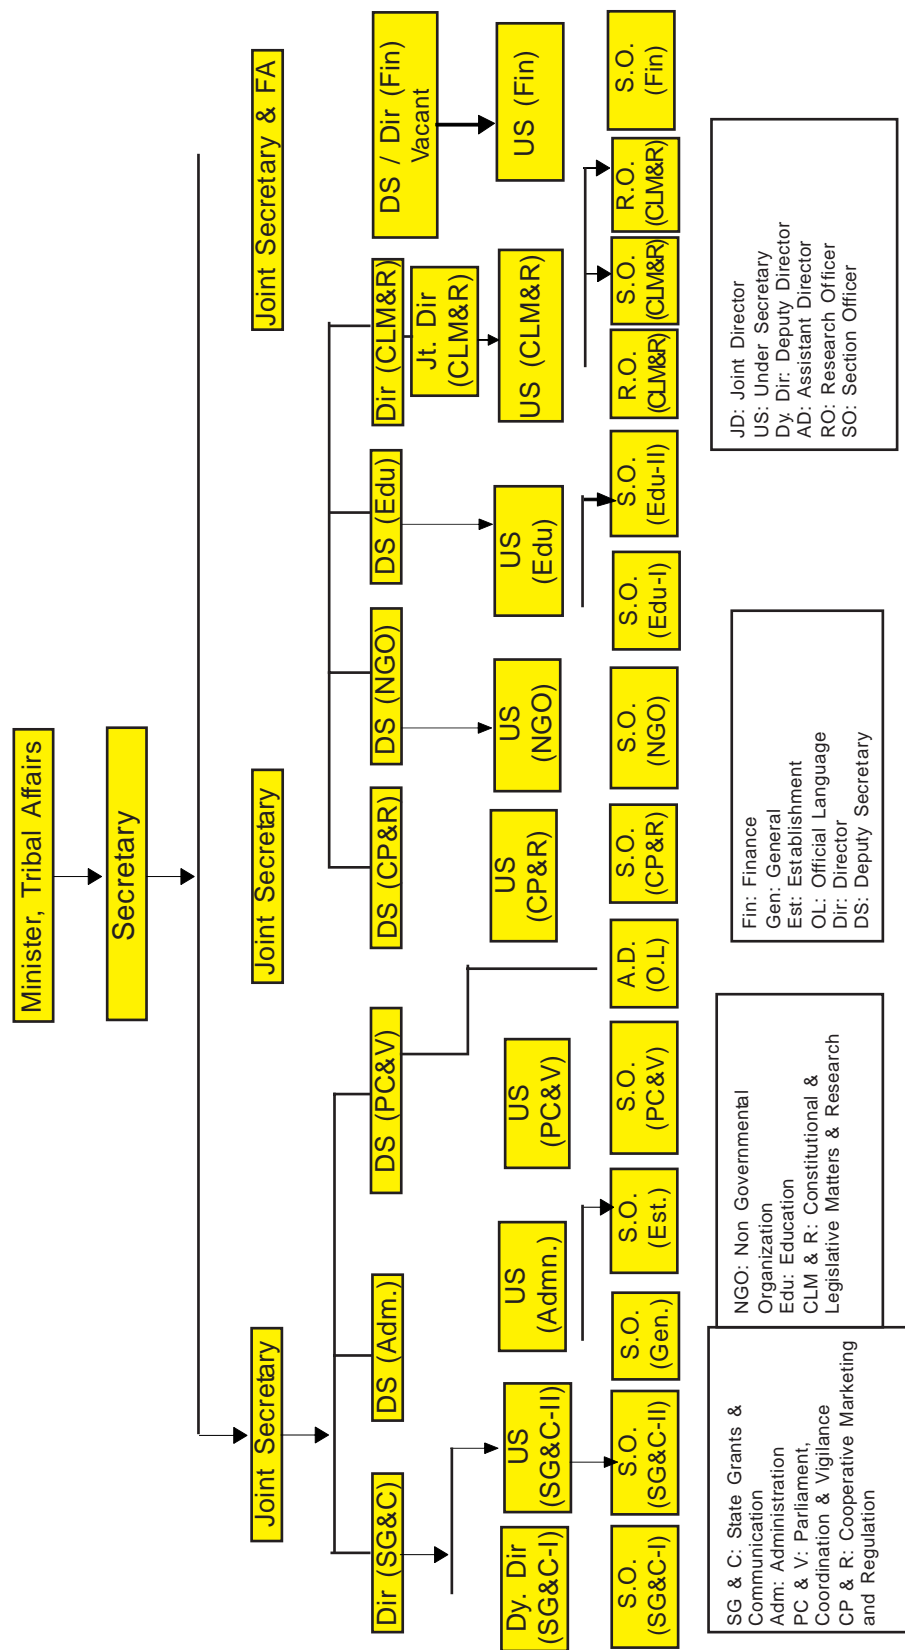 Minister, Tribal Affairs
Secretary
Joint Secretary
Joint Secretary
Joint Secretary & FA
Dir (SG&C)
DS (Adm.)
DS (PC&V)
DS (CP&R)
DS (NGO)
DS (Edu)
Dir (CLM&R)
Jt. Dir
(CLM&R)
DS / Dir (Fin)
Vacant
Dy. Dir
(SG&C-I)
US
(SG&C-II)
US
(Admn.)
US
(PC&V)
US
(CP&R)
US
(NGO)
US
(Edu)
US (CLM&R)
US (Fin)
S.O.
(SG&C-I)
S.O.
(SG&C-II)
S.O.
(Gen.)
S.O.
(Est.)
S.O.
(PC&V)
A.D.
(O.L)
S.O.
(CP&R)
S.O.
(NGO)
S.O.
(Edu-I)
S.O.
(Edu-II)
R.O.
(CLM&R)
S.O.
(CLM&R)
R.O.
(CLM&R)
S.O.
(Fin)
SG & C: State Grants &
Communication
Adm: Administration
PC & V: Parliament,
Coordination & Vigilance
CP & R: Cooperative Marketing
and Regulation
NGO: Non Governmental
Organization
Edu: Education
CLM & R: Constitutional &
Legislative Matters & Research
Fin: Finance
Gen: General
Est: Establishment
OL: Official Language
Dir: Director
DS: Deputy Secretary
JD: Joint Director
US: Under Secretary
Dy. Dir: Deputy Director
AD: Assistant Director
RO: Research Officer
SO: Section Officer